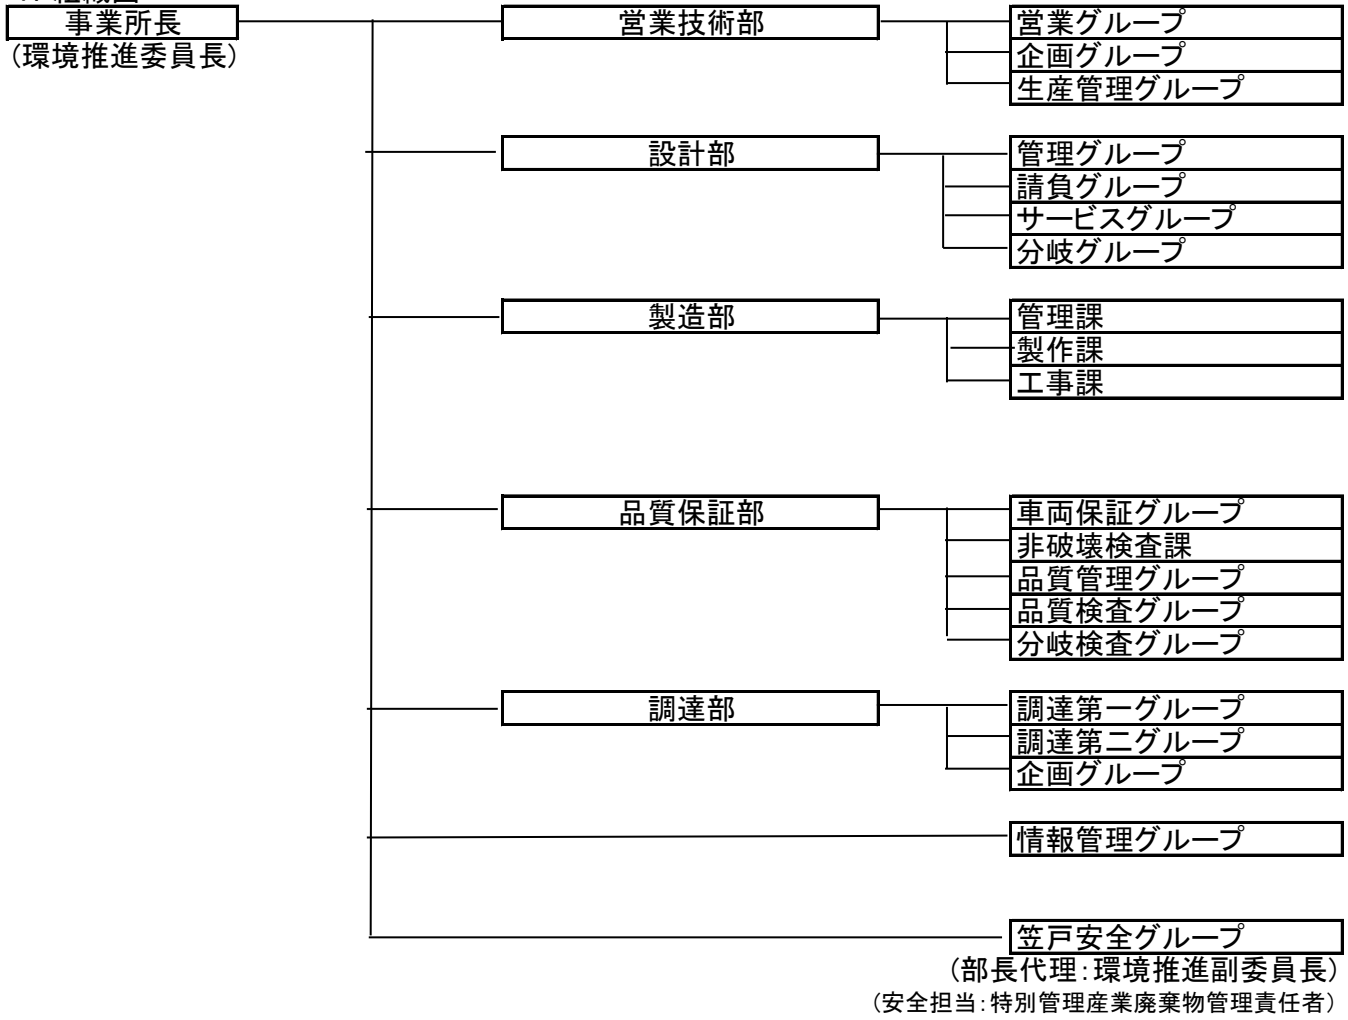 事業所長
(環境推進委員長)
営業技術部
営業グループ
企画グループ
生産管理グループ
設計部
管理グループ
請負グループ
サービスグループ
分岐グループ
製造部
管理課
製作課
工事課
品質保証部
車両保証グループ
非破壊検査課
品質管理グループ
品質検査グループ
分岐検査グループ
調達部
調達第一グループ
調達第二グループ
企画グループ
情報管理グループ
笠戸安全グループ
(部長代理:環境推進副委員長)
(安全担当:特別管理産業廃棄物管理責任者)